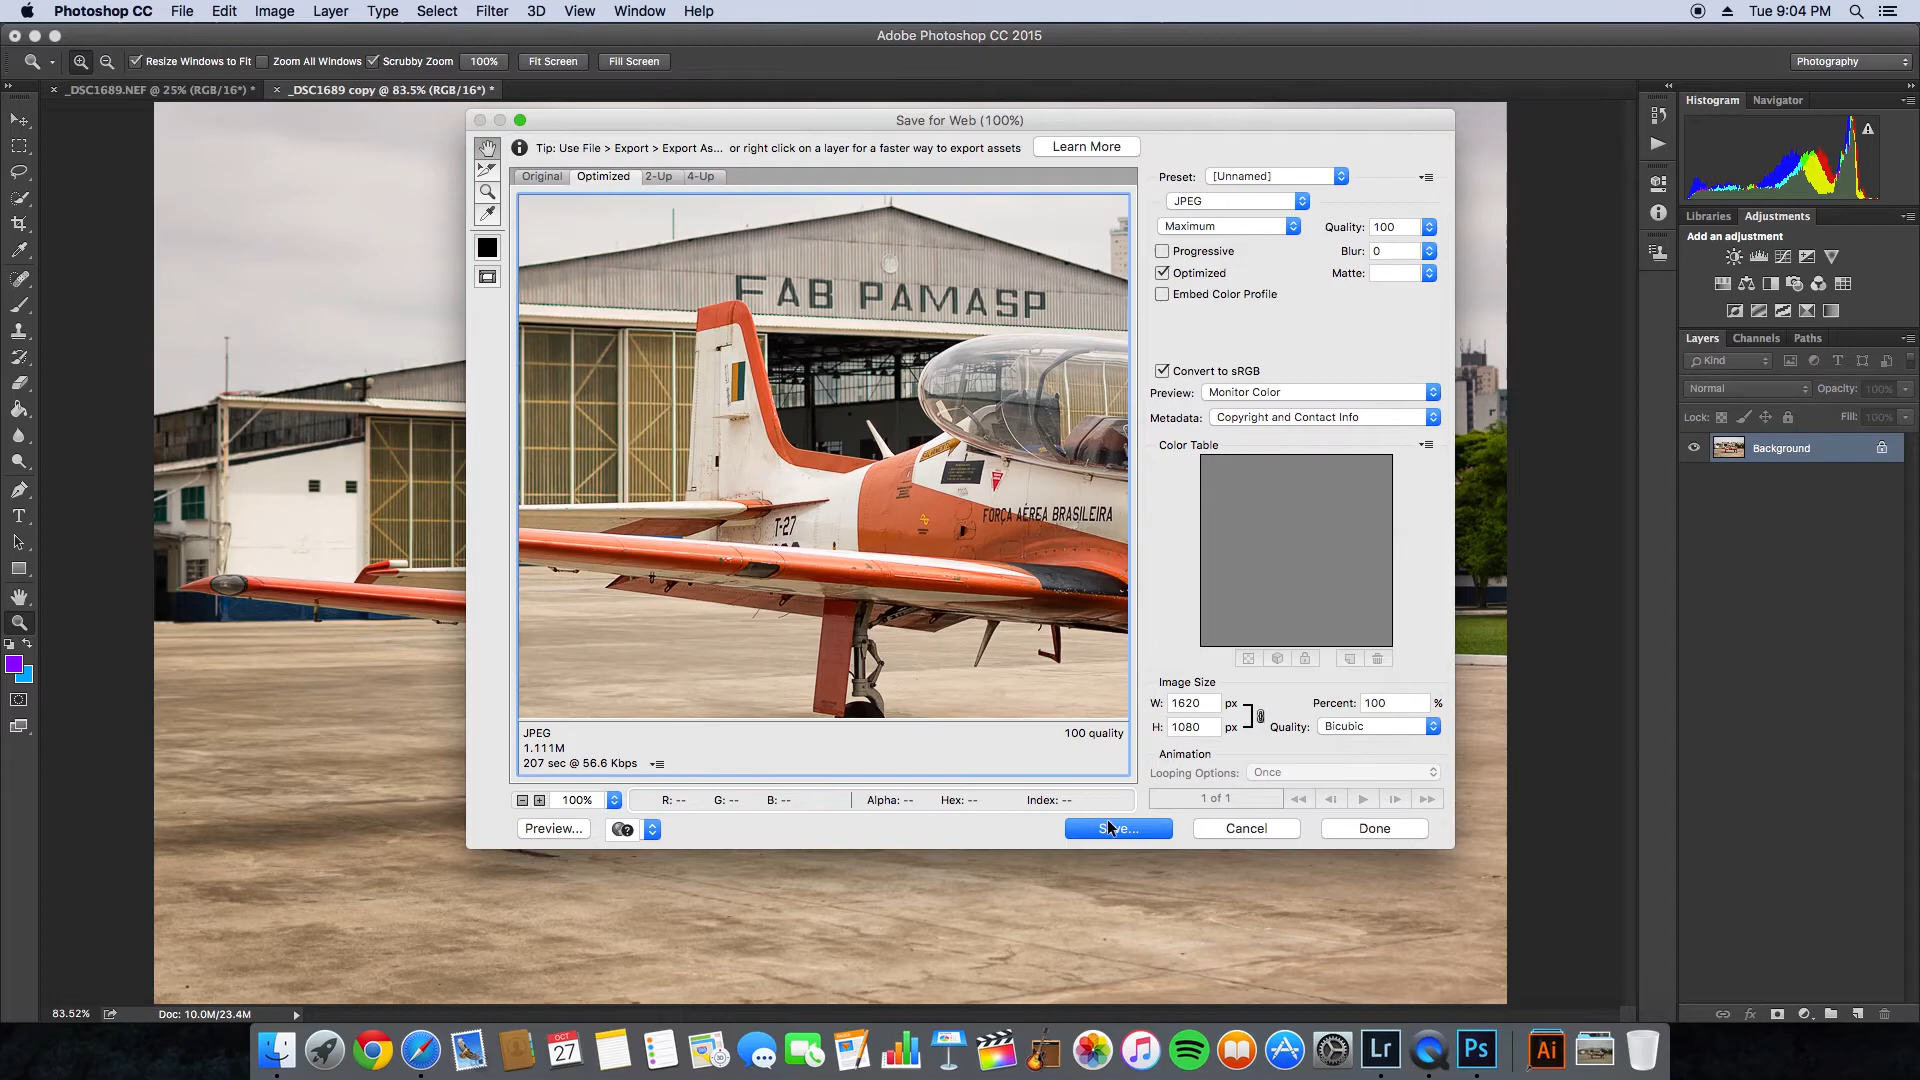 Photoshop CC File Edit Image Layer Type Select Filter 3D View Window Help Tue 9:04 PM
Adobe Photoshop CC 2015
Resize Windows to Fit Zoom All Windows Scrubby Zoom 100% Fit Screen Fill Screen Photography
_DSC1689.NEF @ 25% (RGB/16*) * _DSC1689 copy @ 83.5% (RGB/16*) *
Histogram Navigator
Save for Web (100%)
Tip: Use File > Export > Export As... or right click on a layer for a faster way to export assets Learn More
Original Optimized 2-Up 4-Up
Preset: [Unnamed]
JPEG
Maximum Quality: 100
Progressive Blur: 0
Optimized Matte:
Embed Color Profile
Convert to sRGB
Preview: Monitor Color
Metadata: Copyright and Contact Info
Color Table
FAB PAMASP
T-27
FORÇA AÉREA BRASILEIRA
Image Size
W: 1620 px Percent: 100 %
H: 1080 px Quality: Bicubic
Animation
Looping Options: Once
1 of 1
JPEG 100 quality
1.111M
207 sec @ 56.6 Kbps
100% R: -- G: -- B: -- Alpha: -- Hex: -- Index: --
Preview... Cancel Done
Libraries Adjustments
Add an adjustment
Layers Channels Paths
Kind
Normal Opacity: 100%
Lock: Fill: 100%
Background
83.52% Doc: 10.0M/23.4M
OCT
27
Lr
Ps
Ai